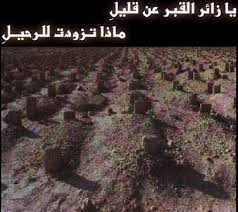 يا زائر القبر عن قليلِ
ماذا تزودت للرحيلِ